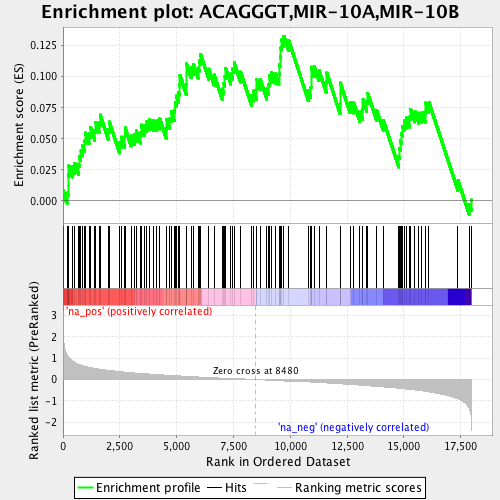 Enrichment plot: ACAGGGT,MIR-10A,MIR-10B
Enrichment score (ES)
0.125
0.100
0.075
0.050
0.025
0.000
'na_pos' (positively correlated)
Ranked list metric (PreRanked)
3
2
1
0
-1
-2
Zero cross at 8480
'na_neg' (negatively correlated)
0
2,500
5,000
7,500
10,000
12,500
15,000
17,500
Rank in Ordered Dataset
Enrichment profile
Hits
Ranking metric scores